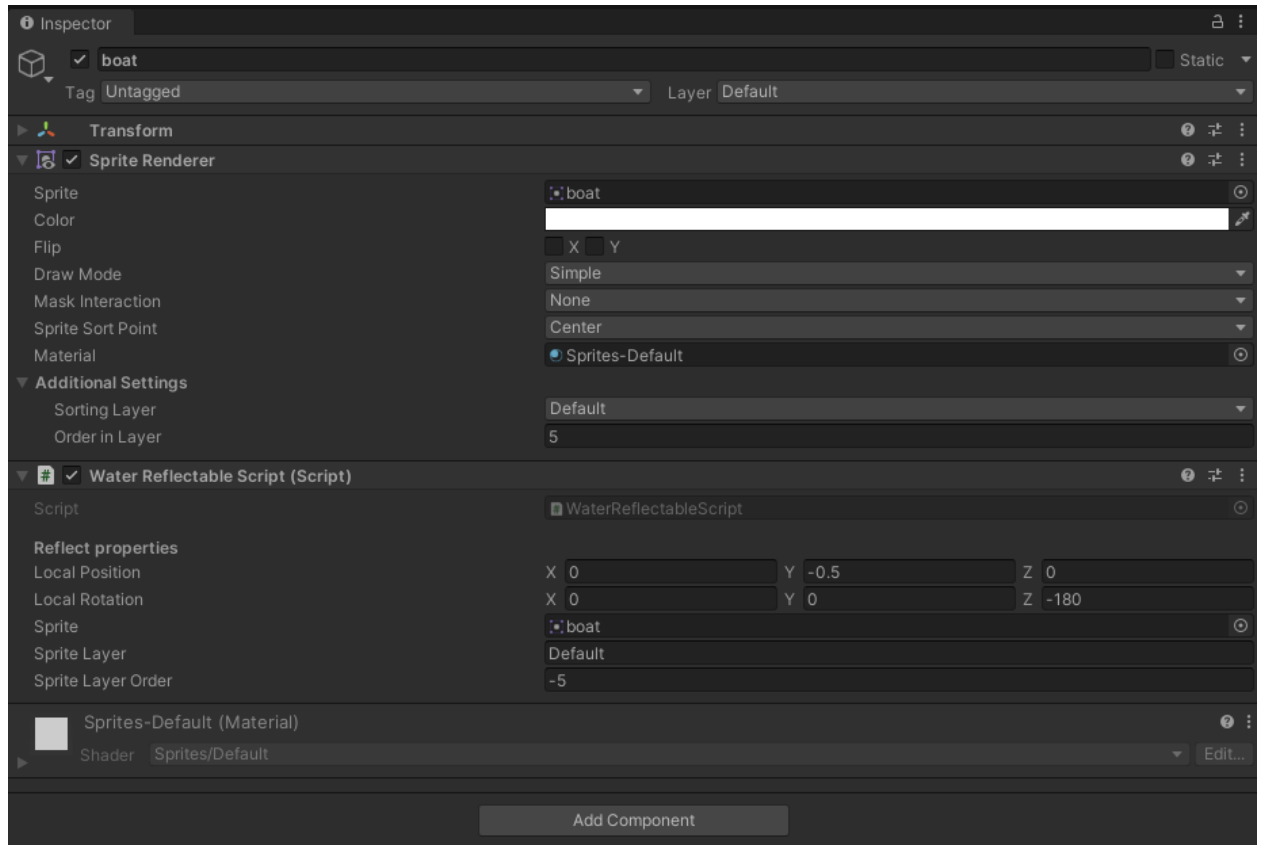 Inspector
boat
Static
Tag Untagged Layer Default
Transform
Sprite Renderer
Sprite boat
Color
Flip X Y
Draw Mode Simple
Mask Interaction None
Sprite Sort Point Center
Material Sprites-Default
Additional Settings
Sorting Layer Default
Order in Layer 5
# Water Reflectable Script (Script)
Script WaterReflectableScript
Reflect properties
Local Position X 0 Y -0.5 Z 0
Local Rotation X 0 Y 0 Z -180
Sprite boat
Sprite Layer Default
Sprite Layer Order -5
Sprites-Default (Material)
Shader Sprites/Default Edit...
Add Component